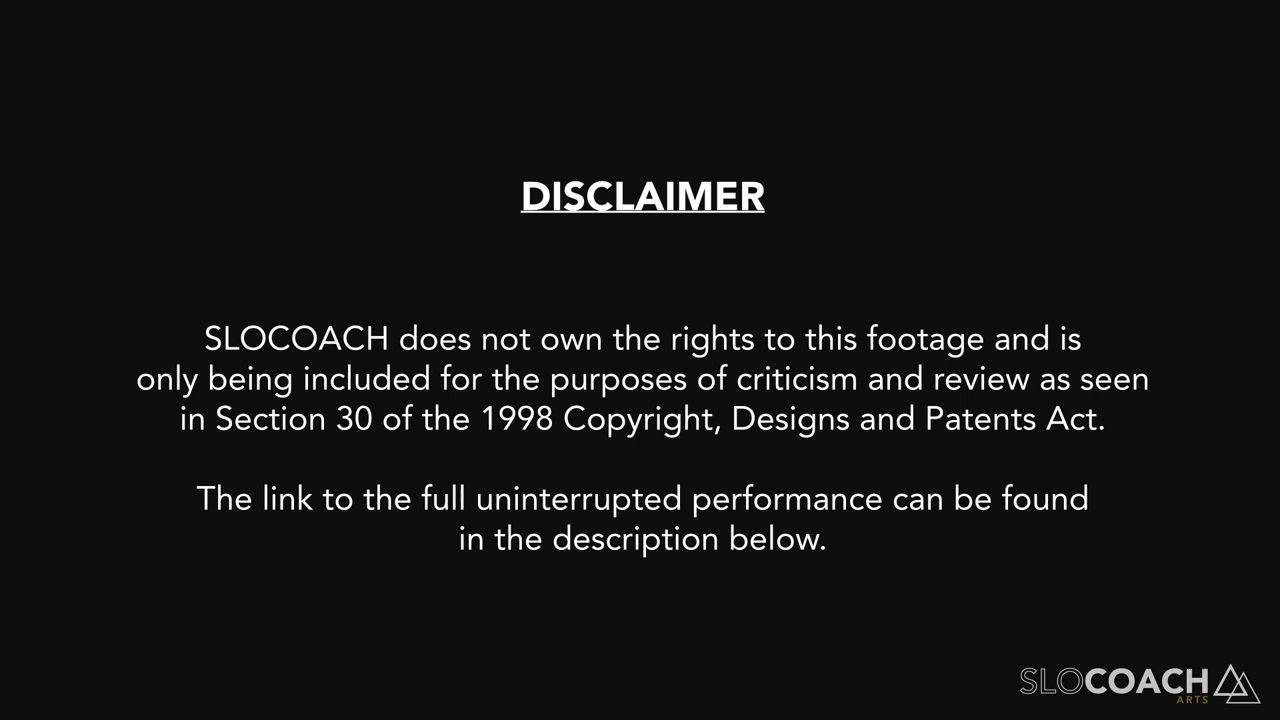 DISCLAIMER
SLOCOACH does not own the rights to this footage and is
only being included for the purposes of criticism and review as seen
in Section 30 of the 1998 Copyright, Designs and Patents Act.
The link to the full uninterrupted performance can be found
in the description below.
SLOCOACH
ARTS